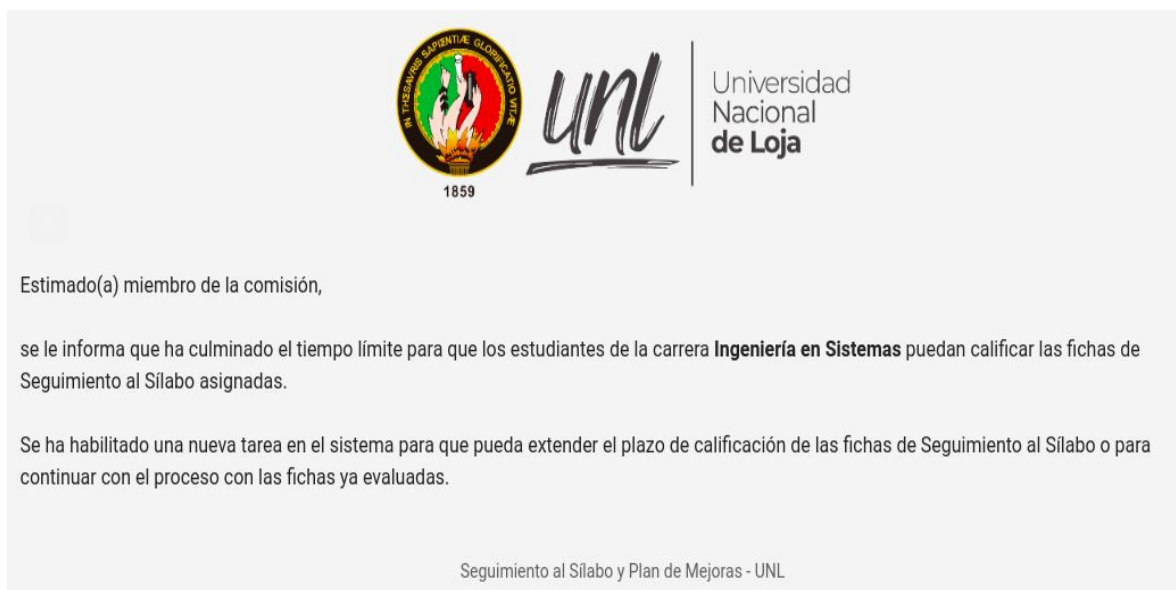 IN THESAVRIS SAPIENTIÆ GLORIFICATIO VITÆ
1859
unl
Universidad
Nacional
de Loja
Estimado(a) miembro de la comisión,
se le informa que ha culminado el tiempo límite para que los estudiantes de la carrera Ingeniería en Sistemas puedan calificar las fichas de
Seguimiento al Sílabo asignadas.
Se ha habilitado una nueva tarea en el sistema para que pueda extender el plazo de calificación de las fichas de Seguimiento al Sílabo o para
continuar con el proceso con las fichas ya evaluadas.
Seguimiento al Sílabo y Plan de Mejoras - UNL